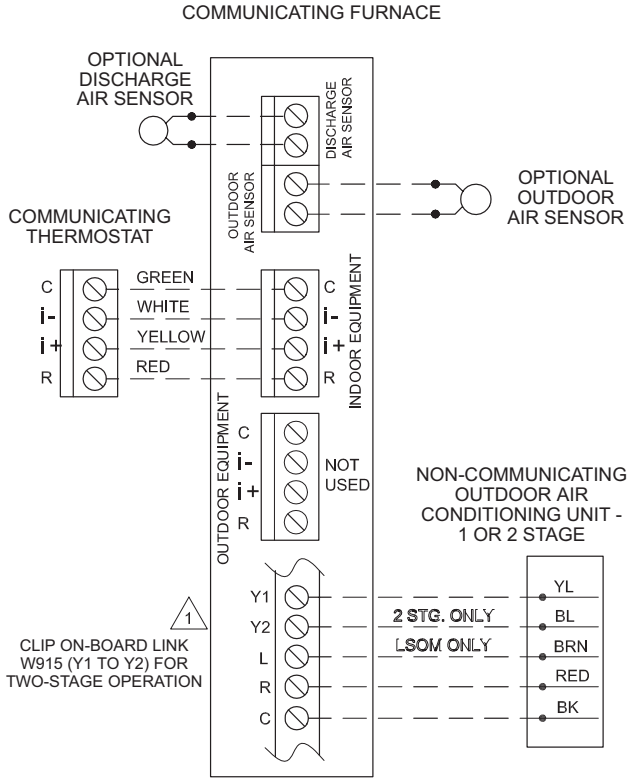 COMMUNICATING FURNACE
OPTIONAL
DISCHARGE
AIR SENSOR
DISCHARGE
AIR SENSOR
OUTDOOR
AIR SENSOR
OPTIONAL
OUTDOOR
AIR SENSOR
COMMUNICATING
THERMOSTAT
C
i-
i+
R
GREEN
WHITE
YELLOW
RED
C
i-
i+
R
INDOOR EQUIPMENT
OUTDOOR EQUIPMENT
C
i-
i+
R
NOT
USED
NON-COMMUNICATING
OUTDOOR AIR
CONDITIONING UNIT -
1 OR 2 STAGE
1
CLIP ON-BOARD LINK
W915 (Y1 TO Y2) FOR
TWO-STAGE OPERATION
Y1
Y2
L
R
C
2 STG. ONLY
LSOM ONLY
YL
BL
BRN
RED
BK